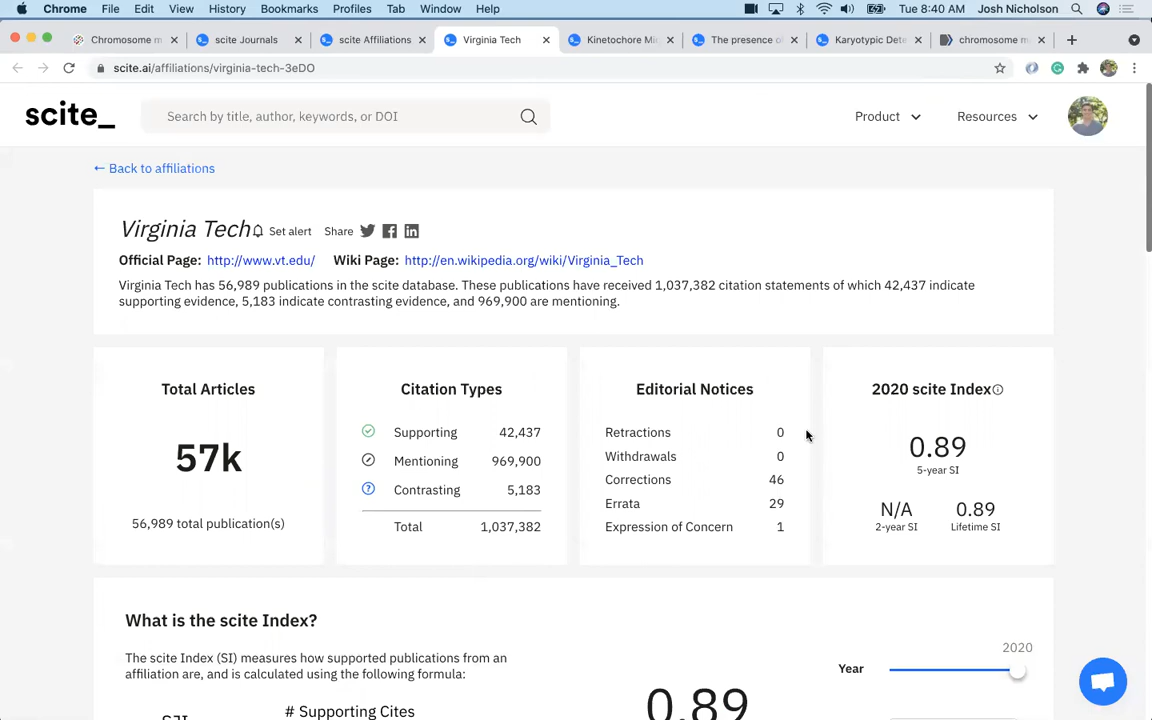 Chrome File Edit View History Bookmarks Profiles Tab Window Help Tue 8:40 AM Josh Nicholson
Chromosome m scite Journals scite Affiliations Virginia Tech Kinetochore Mi The presence o Karyotypic Dete chromosome m
scite.ai/affiliations/virginia-tech-3eDO
scite_ Search by title, author, keywords, or DOI Product Resources
← Back to affiliations
Virginia Tech Set alert Share
Official Page: http://www.vt.edu/ Wiki Page: http://en.wikipedia.org/wiki/Virginia_Tech
Virginia Tech has 56,989 publications in the scite database. These publications have received 1,037,382 citation statements of which 42,437 indicate
supporting evidence, 5,183 indicate contrasting evidence, and 969,900 are mentioning.
Total Articles
57k
56,989 total publication(s)
Citation Types
Supporting 42,437
Mentioning 969,900
Contrasting 5,183
Total 1,037,382
Editorial Notices
Retractions 0
Withdrawals 0
Corrections 46
Errata 29
Expression of Concern 1
2020 scite Index
0.89
5-year SI
N/A 0.89
2-year SI Lifetime SI
What is the scite Index?
The scite Index (SI) measures how supported publications from an
affiliation are, and is calculated using the following formula:
# Supporting Cites
0.89
2020
Year